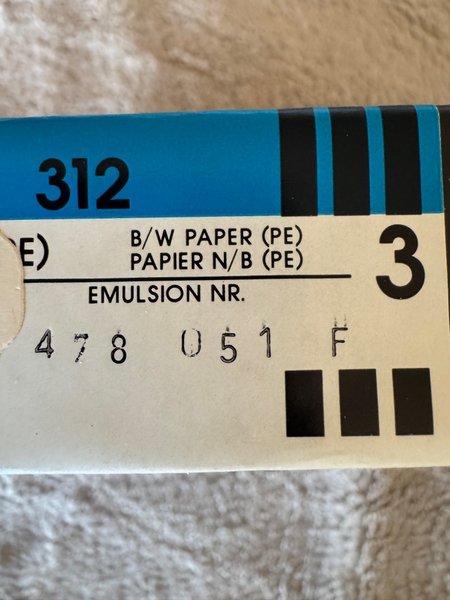 312
E) B/W PAPER (PE)
PAPIER N/B (PE)
3
EMULSION NR.
478 051 F